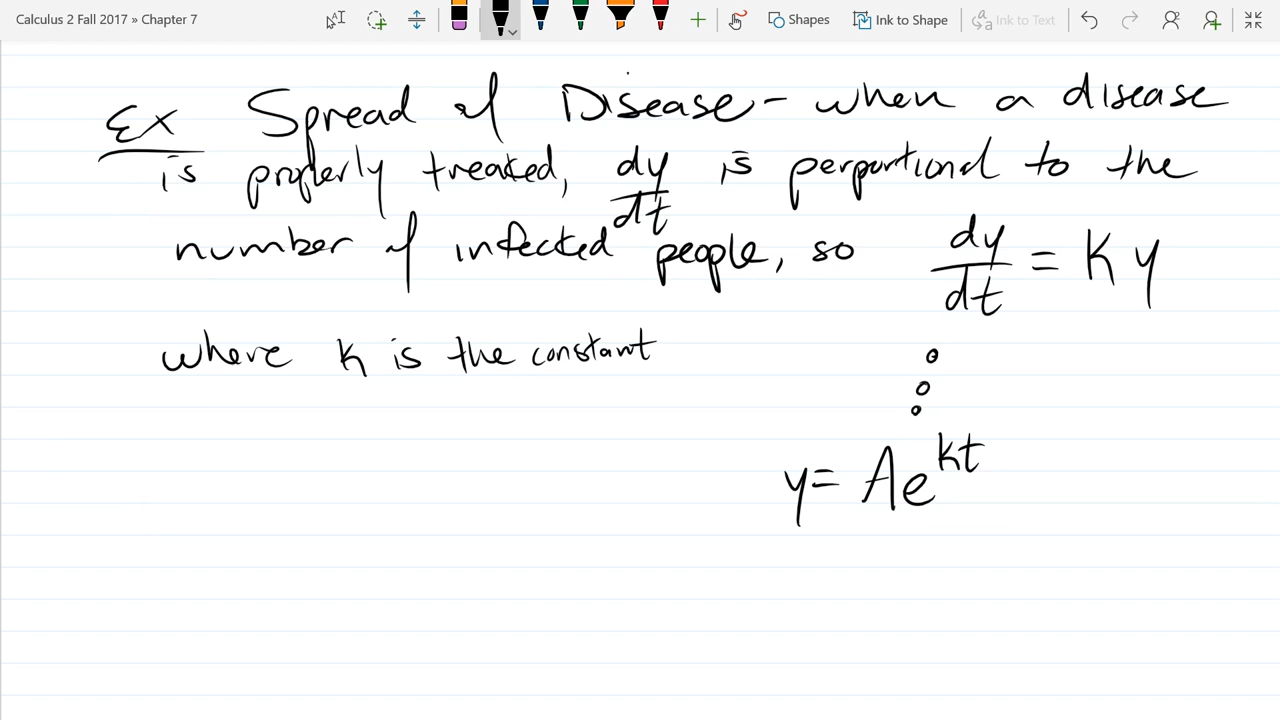 Calculus 2 Fall 2017 » Chapter 7
Shapes
Ink to Shape
Ink to Text
Ex Spread of Disease - when a disease
is properly treated, dy/dt is perportional to the
number of infected people, so dy/dt = Ky
where k is the constant
y = Ae^kt